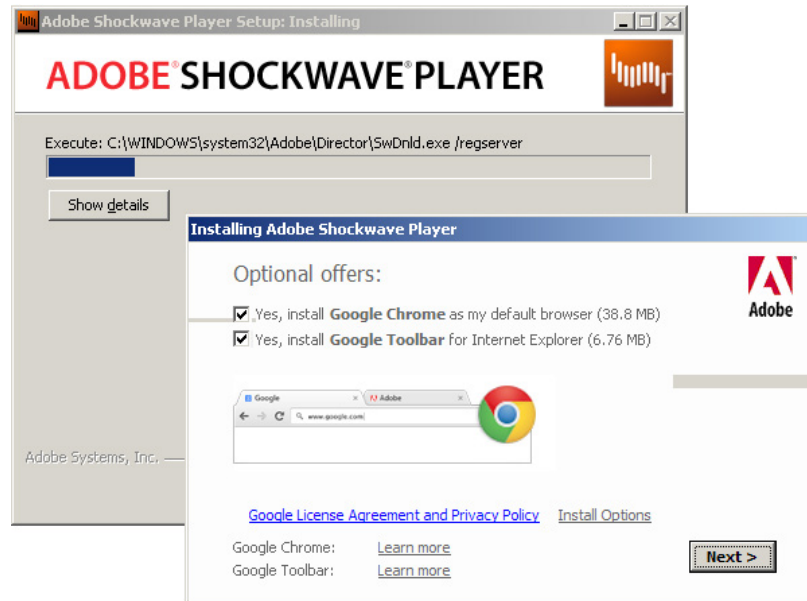 Adobe Shockwave Player Setup: Installing
ADOBE® SHOCKWAVE® PLAYER
Execute: C:\WINDOWS\system32\Adobe\Director\SwDnld.exe /regserver
Show details
Adobe Systems, Inc.
Installing Adobe Shockwave Player
Optional offers:
Adobe
Yes, install Google Chrome as my default browser (38.8 MB)
Yes, install Google Toolbar for Internet Explorer (6.76 MB)
Google × Adobe ×
www.google.com
Google License Agreement and Privacy Policy Install Options
Google Chrome: Learn more
Google Toolbar: Learn more
Next >